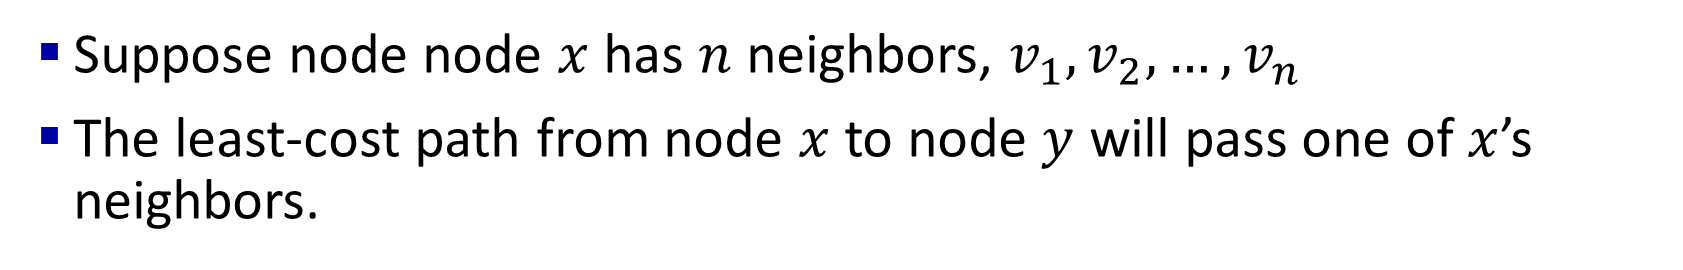 ▪ Suppose node node x has n neighbors, v₁, v₂, … , vₙ
▪ The least-cost path from node x to node y will pass one of x’s
neighbors.